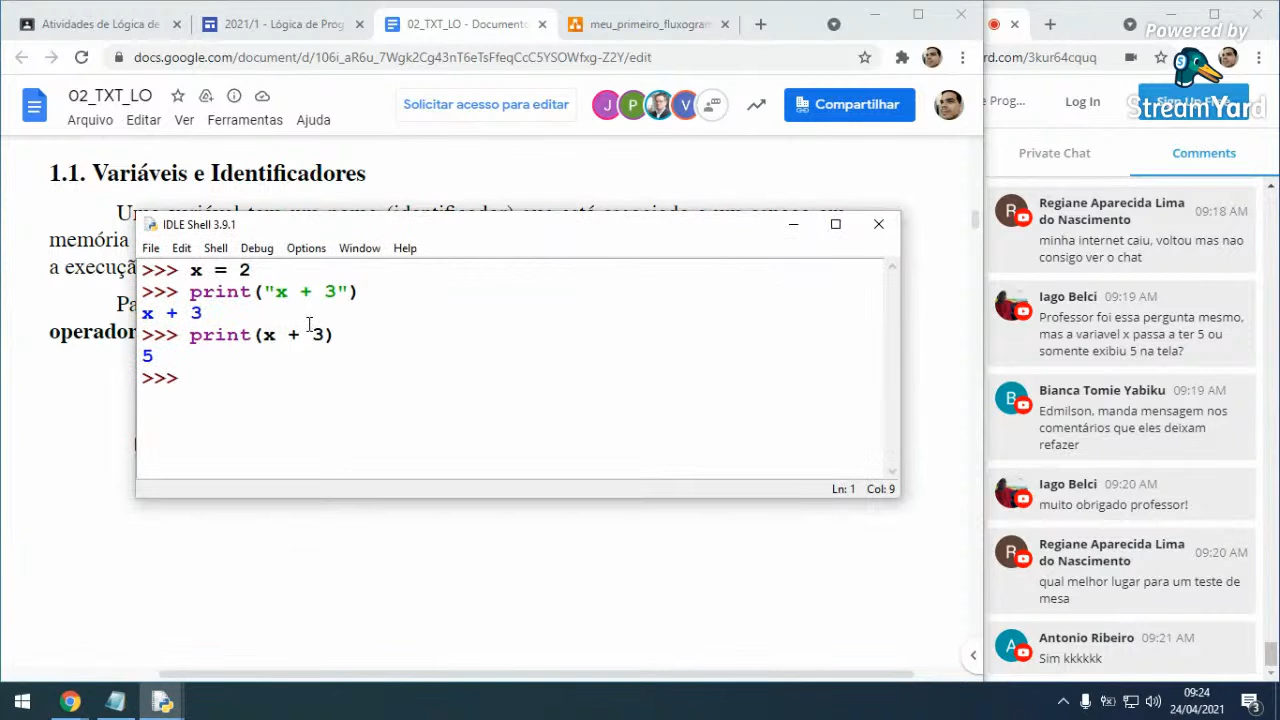 Atividades de Lógica de
2021/1 - Lógica de Prog
02_TXT_LO - Documento
meu_primeiro_fluxogram
docs.google.com/document/d/106j_aR6u_7Wgk2Cg43nT6eqFfeqQcC5YSOWfxg-Z2Y/edit
rd.com/3kur64cquq
Powered by
StreamYard
02_TXT_LO
Arquivo Editar Ver Ferramentas Ajuda
Solicitar acesso para editar
J P V
Compartilhar
Prog...
Log In
Private Chat
Comments
1.1. Variáveis e Identificadores
memória
a execuçã
operador
IDLE Shell 3.9.1
File Edit Shell Debug Options Window Help
>>> x = 2
>>> print("x + 3")
x + 3
>>> print(x + 3)
5
>>>
Ln: 1 Col: 9
Regiane Aparecida Lima
do Nascimento
09:18 AM
minha internet caiu, voltou mas nao
consigo ver o chat
Iago Belci 09:19 AM
Professor foi essa pergunta mesmo,
mas a variavel x passa a ter 5 ou
somente exibiu 5 na tela?
B
Bianca Tomie Yabiku 09:19 AM
Edmilson, manda mensagem nos
comentários que eles deixam
refazer
Iago Belci 09:20 AM
muito obrigado professor!
R
Regiane Aparecida Lima
do Nascimento
09:20 AM
qual melhor lugar para um teste de
mesa
A
Antonio Ribeiro 09:21 AM
Sim kkkkkk
09:24
24/04/2021
3